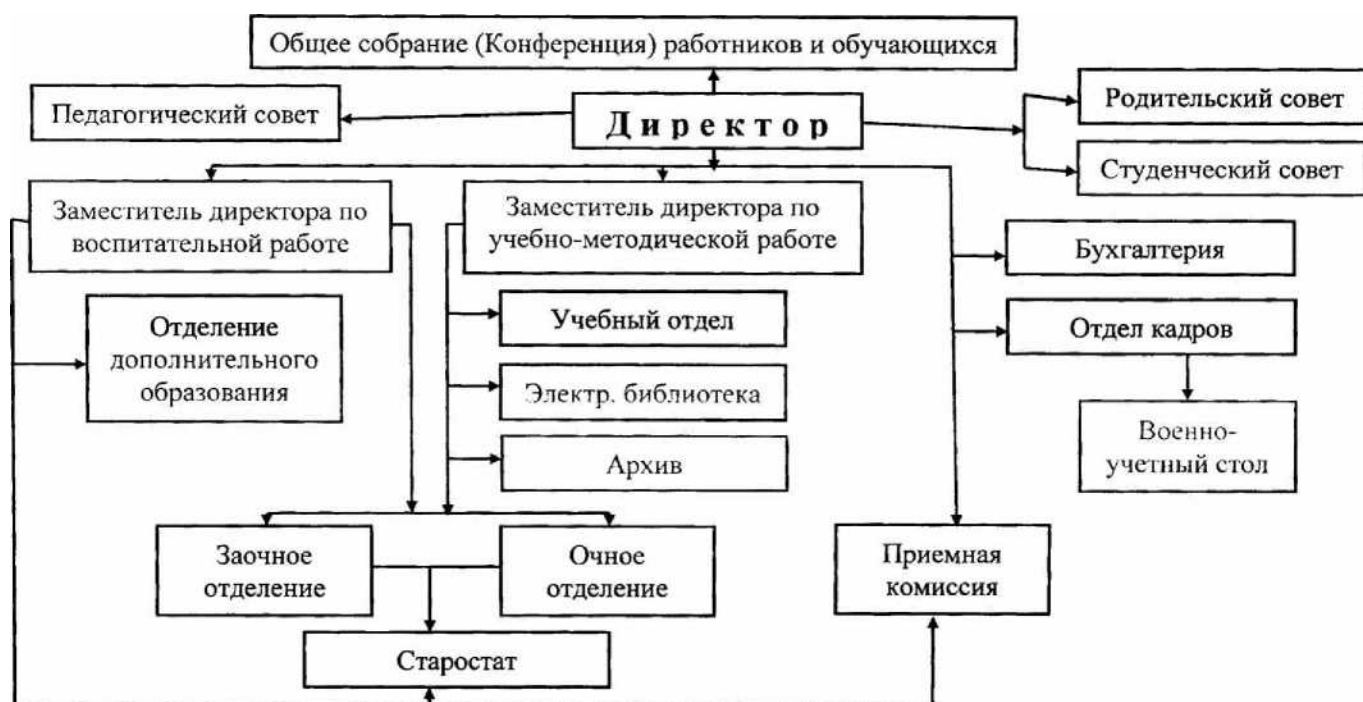 Общее собрание (Конференция) работников и обучающихся
Педагогический совет
Директор
Родительский совет
Студенческий совет
Заместитель директора по
воспитательной работе
Заместитель директора по
учебно-методической работе
Бухгалтерия
Отделение
дополнительного
образования
Учебный отдел
Отдел кадров
Электр. библиотека
Военно-
учетный стол
Архив
Заочное
отделение
Очное
отделение
Приемная
комиссия
Старостат